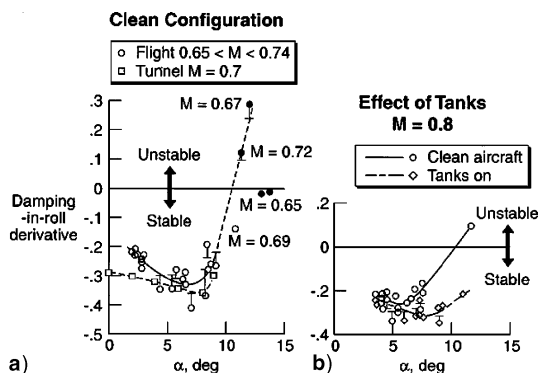 Clean Configuration
Flight 0.65 < M < 0.74
Tunnel M = 0.7
.3
.2
.1
0
-.1
-.2
-.3
-.4
-.5
Damping
-in-roll
derivative
M = 0.67
Unstable
M = 0.72
M = 0.65
Stable
M = 0.69
0
5
10
15
α, deg
a)
Effect of Tanks
M = 0.8
Clean aircraft
Tanks on
.2
0
-.2
-.4
Unstable
Stable
0
5
10
15
α, deg
b)